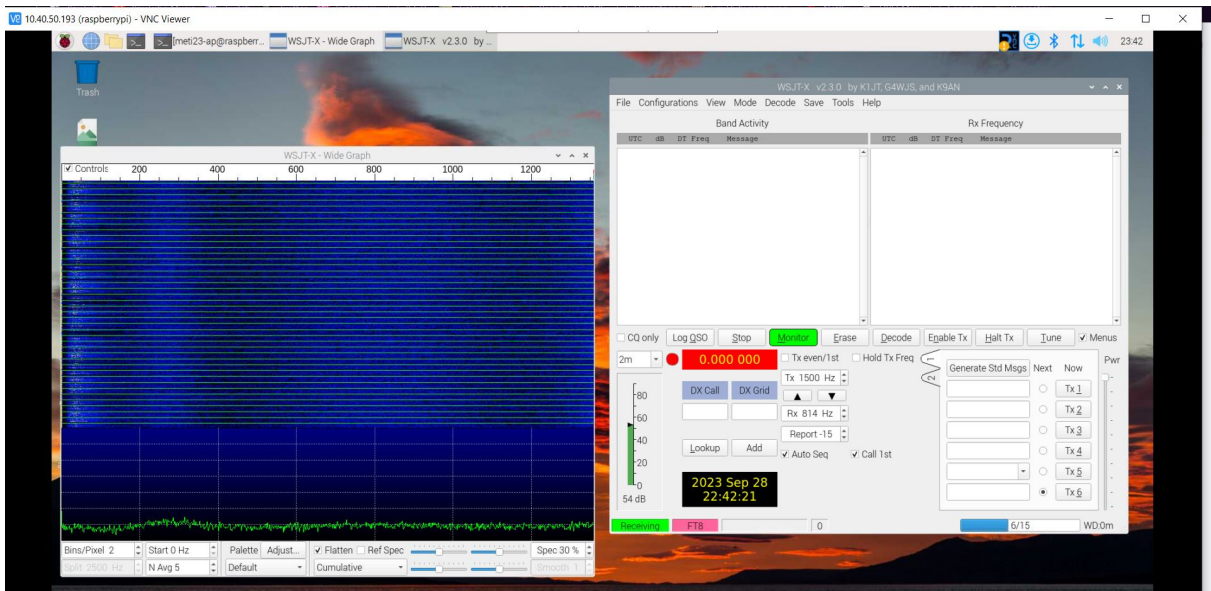 10.40.50.193 (raspberrypi) - VNC Viewer
[meti23-ap@raspberr... WSJT-X - Wide Graph WSJT-X v2.3.0 by ... 23:42
Trash
WSJT-X v2.3.0 by K1JT, G4WJS, and K9AN
File Configurations View Mode Decode Save Tools Help
Band Activity Rx Frequency
UTC dB DT Freq Message UTC dB DT Freq Message
WSJT-X - Wide Graph
Controls 200 400 600 800 1000 1200
CQ only Log QSO Stop Monitor Erase Decode Enable Tx Halt Tx Tune Menus
2m 0.000 000 Tx even/1st Hold Tx Freq 1 2 Generate Std Msgs Next Now Pwr
Tx 1500 Hz
DX Call DX Grid
Rx 814 Hz
Report -15
Lookup Add
Auto Seq Call 1st
-80
-60
-40
-20
0
54 dB
2023 Sep 28
22:42:21
Tx 1
Tx 2
Tx 3
Tx 4
Tx 5
Tx 6
Receiving FT8 0 6/15 WD:0m
Bins/Pixel 2 Start 0 Hz Palette Adjust... Flatten Ref Spec Spec 30 %
Split 2500 Hz N Avg 5 Default Cumulative Smooth 1